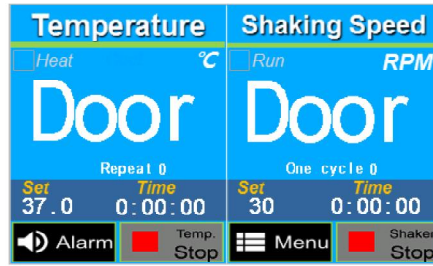 Temperature
Heat ℃
Door
Repeat 0
Set Time
37.0 0:00:00
Alarm
Temp.
Stop
Shaking Speed
Run RPM
Door
One cycle 0
Set Time
30 0:00:00
Menu
Shaker
Stop